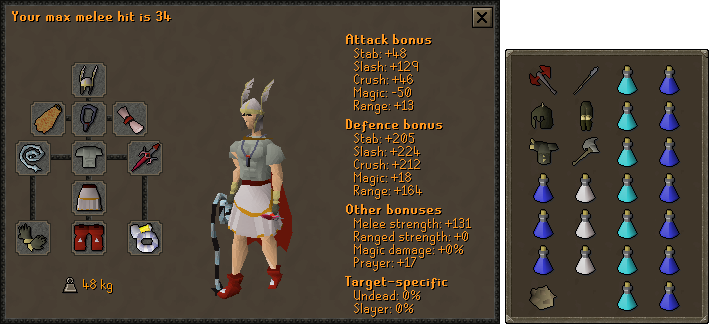 Your max melee hit is 34
Attack bonus
Stab: +48
Slash: +129
Crush: +46
Magic: -50
Range: +13
Defence bonus
Stab: +205
Slash: +224
Crush: +212
Magic: +18
Range: +164
Other bonuses
Melee strength: +131
Ranged strength: +0
Magic damage: +0%
Prayer: +17
Target-specific
Undead: 0%
Slayer: 0%
48 kg